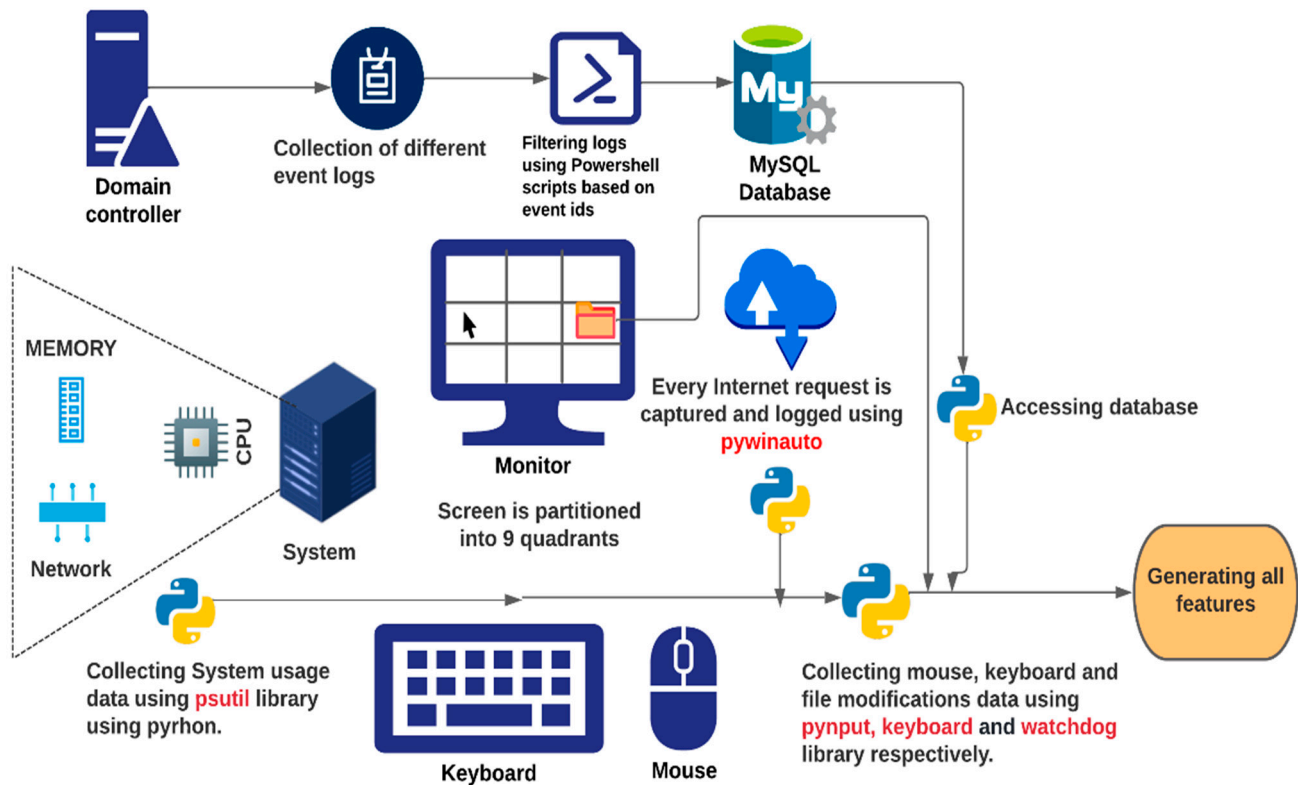 Domain
controller
Collection of different
event logs
Filtering logs
using Powershell
scripts based on
event ids
My
MySQL
Database
MEMORY
CPU
Network
System
Monitor
Screen is partitioned
into 9 quadrants
Every Internet request is
captured and logged using
pywinauto
Accessing database
Generating all
features
Collecting System usage
data using psutil library
using pyrhon.
Keyboard
Mouse
Collecting mouse, keyboard and
file modifications data using
pynput, keyboard and watchdog
library respectively.